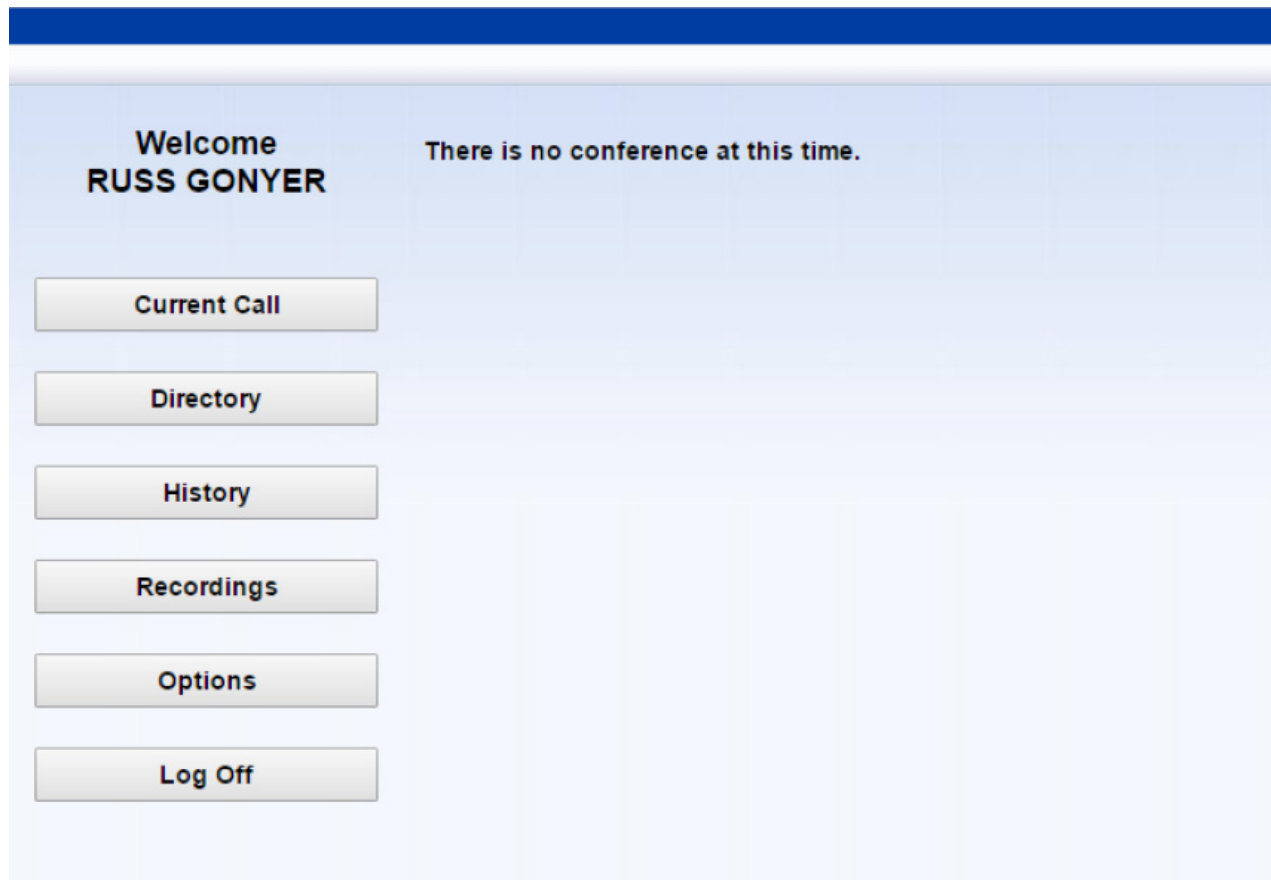 Welcome
RUSS GONYER
There is no conference at this time.
Current Call
Directory
History
Recordings
Options
Log Off